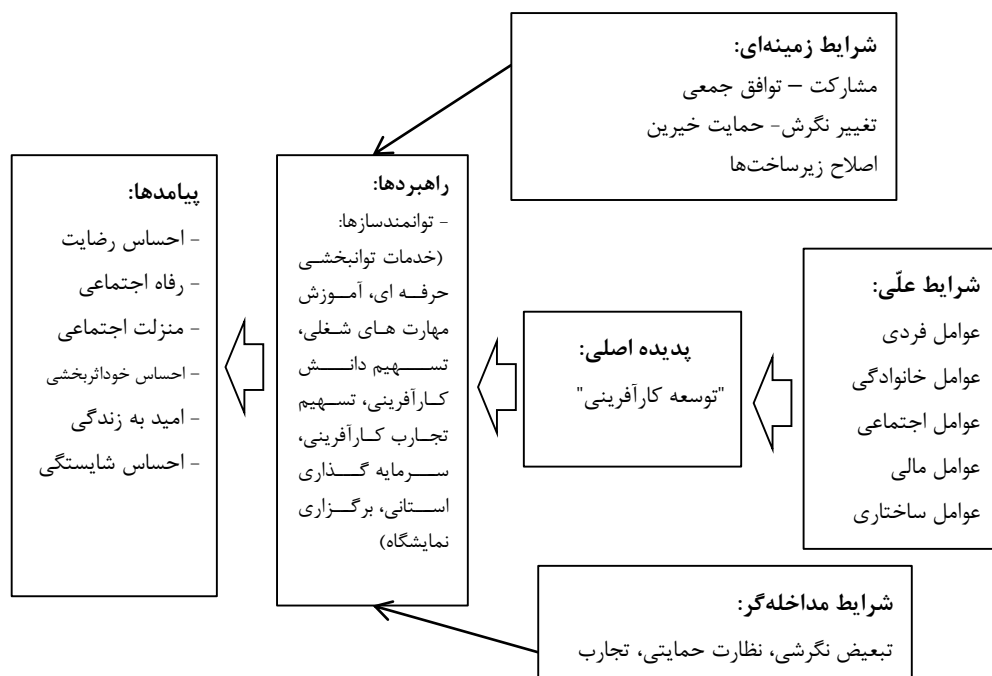 شرایط زمینه‌ای:
مشارکت – توافق جمعی
تغییر نگرش- حمایت خیرین
اصلاح زیرساخت‌ها
شرایط علّی:
عوامل فردی
عوامل خانوادگی
عوامل اجتماعی
عوامل مالی
عوامل ساختاری
پدیده اصلی:
"توسعه کارآفرینی"
راهبردها:
- توانمندسازها:
(خدمات توانبخشی
حرفه ای، آموزش
مهارت های شغلی،
تسهیم دانش
کارآفرینی، تسهیم
تجارب کارآفرینی،
سرمایه گذاری
استانی، برگزاری
نمایشگاه)
پیامدها:
- احساس رضایت
- رفاه اجتماعی
- منزلت اجتماعی
- احساس خوداثربخشی
- امید به زندگی
- احساس شایستگی
شرایط مداخله‌گر:
تبعیض نگرشی، نظارت حمایتی، تجارب